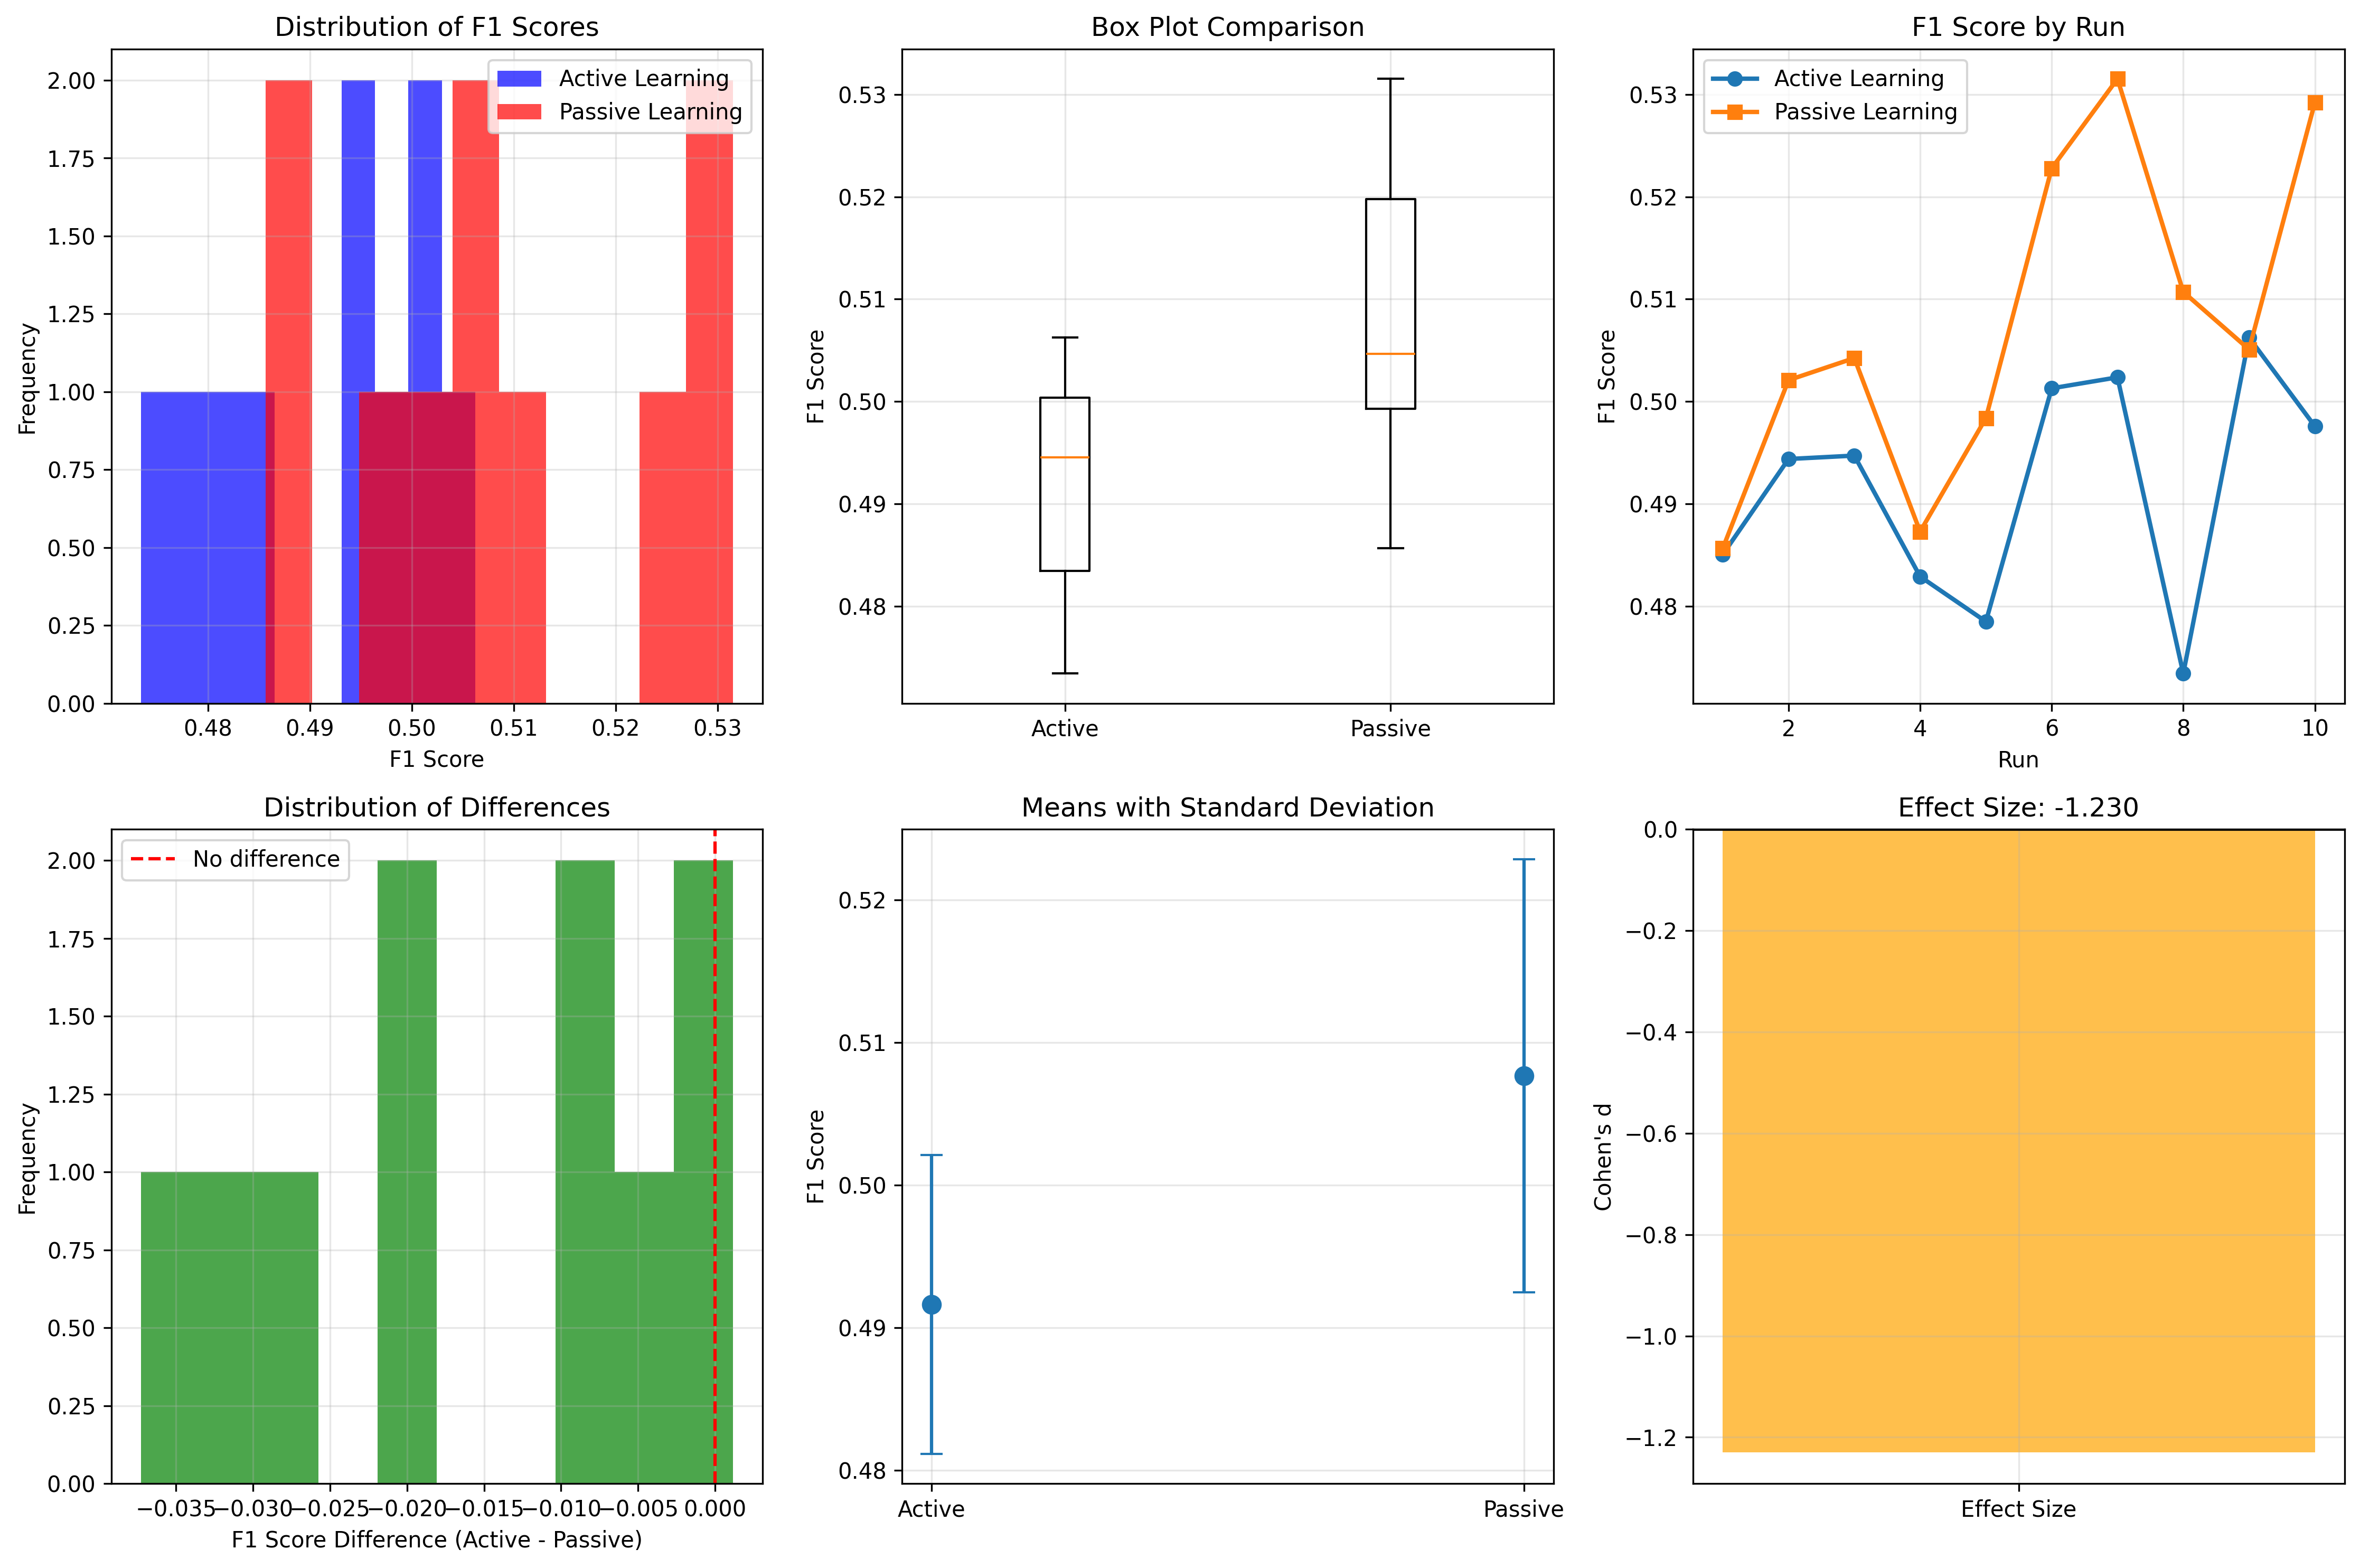 Distribution of F1 Scores
Frequency
2.00
1.75
1.50
1.25
1.00
0.75
0.50
0.25
0.00
Active Learning
Passive Learning
0.48 0.49 0.50 0.51 0.52 0.53
F1 Score
Box Plot Comparison
F1 Score
0.53
0.52
0.51
0.50
0.49
0.48
Active Passive
F1 Score by Run
F1 Score
0.53
0.52
0.51
0.50
0.49
0.48
Active Learning
Passive Learning
2 4 6 8 10
Run
Distribution of Differences
Frequency
2.00
1.75
1.50
1.25
1.00
0.75
0.50
0.25
0.00
No difference
−0.035 −0.030 −0.025 −0.020 −0.015 −0.010 −0.005 0.000
F1 Score Difference (Active - Passive)
Means with Standard Deviation
F1 Score
0.52
0.51
0.50
0.49
0.48
Active Passive
Effect Size: -1.230
Cohen's d
0.0
−0.2
−0.4
−0.6
−0.8
−1.0
−1.2
Effect Size